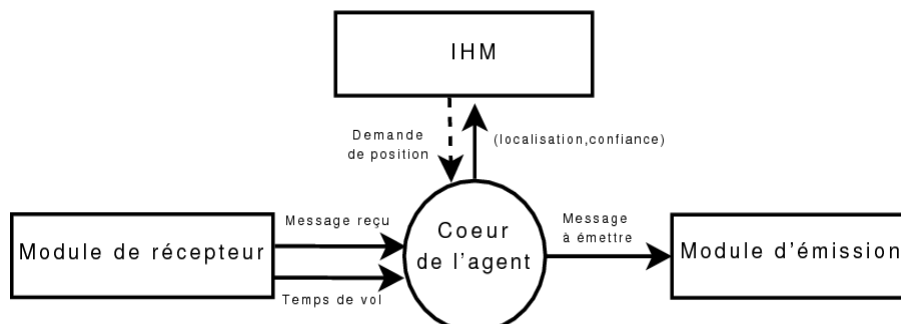 IHM
Demande
de position
(localisation,confiance)
Module de récepteur
Message reçu
Temps de vol
Coeur
de l'agent
Message
à émettre
Module d'émission